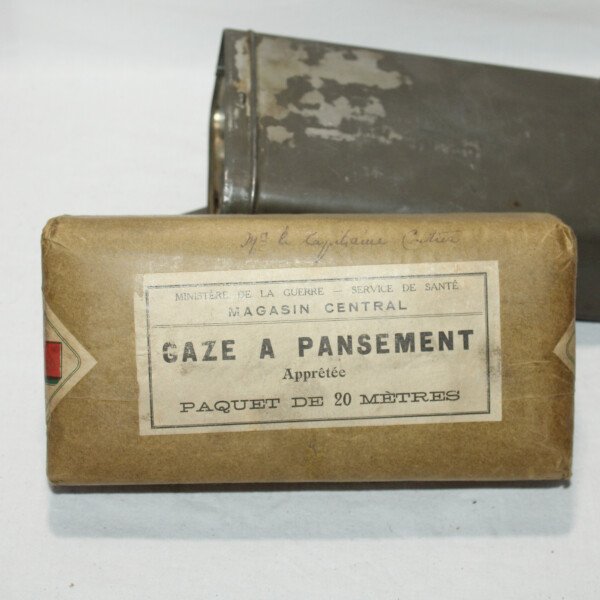 Mr le Capitaine
MINISTÈRE DE LA GUERRE — SERVICE DE SANTÉ
MAGASIN CENTRAL
GAZE A PANSEMENT
Apprêtée
PAQUET DE 20 MÈTRES